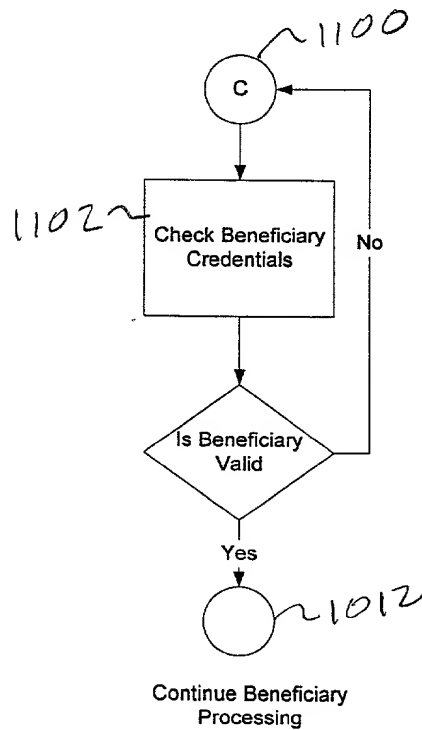 1100
C
1102
Check Beneficiary
Credentials
No
Is Beneficiary
Valid
Yes
1012
Continue Beneficiary
Processing